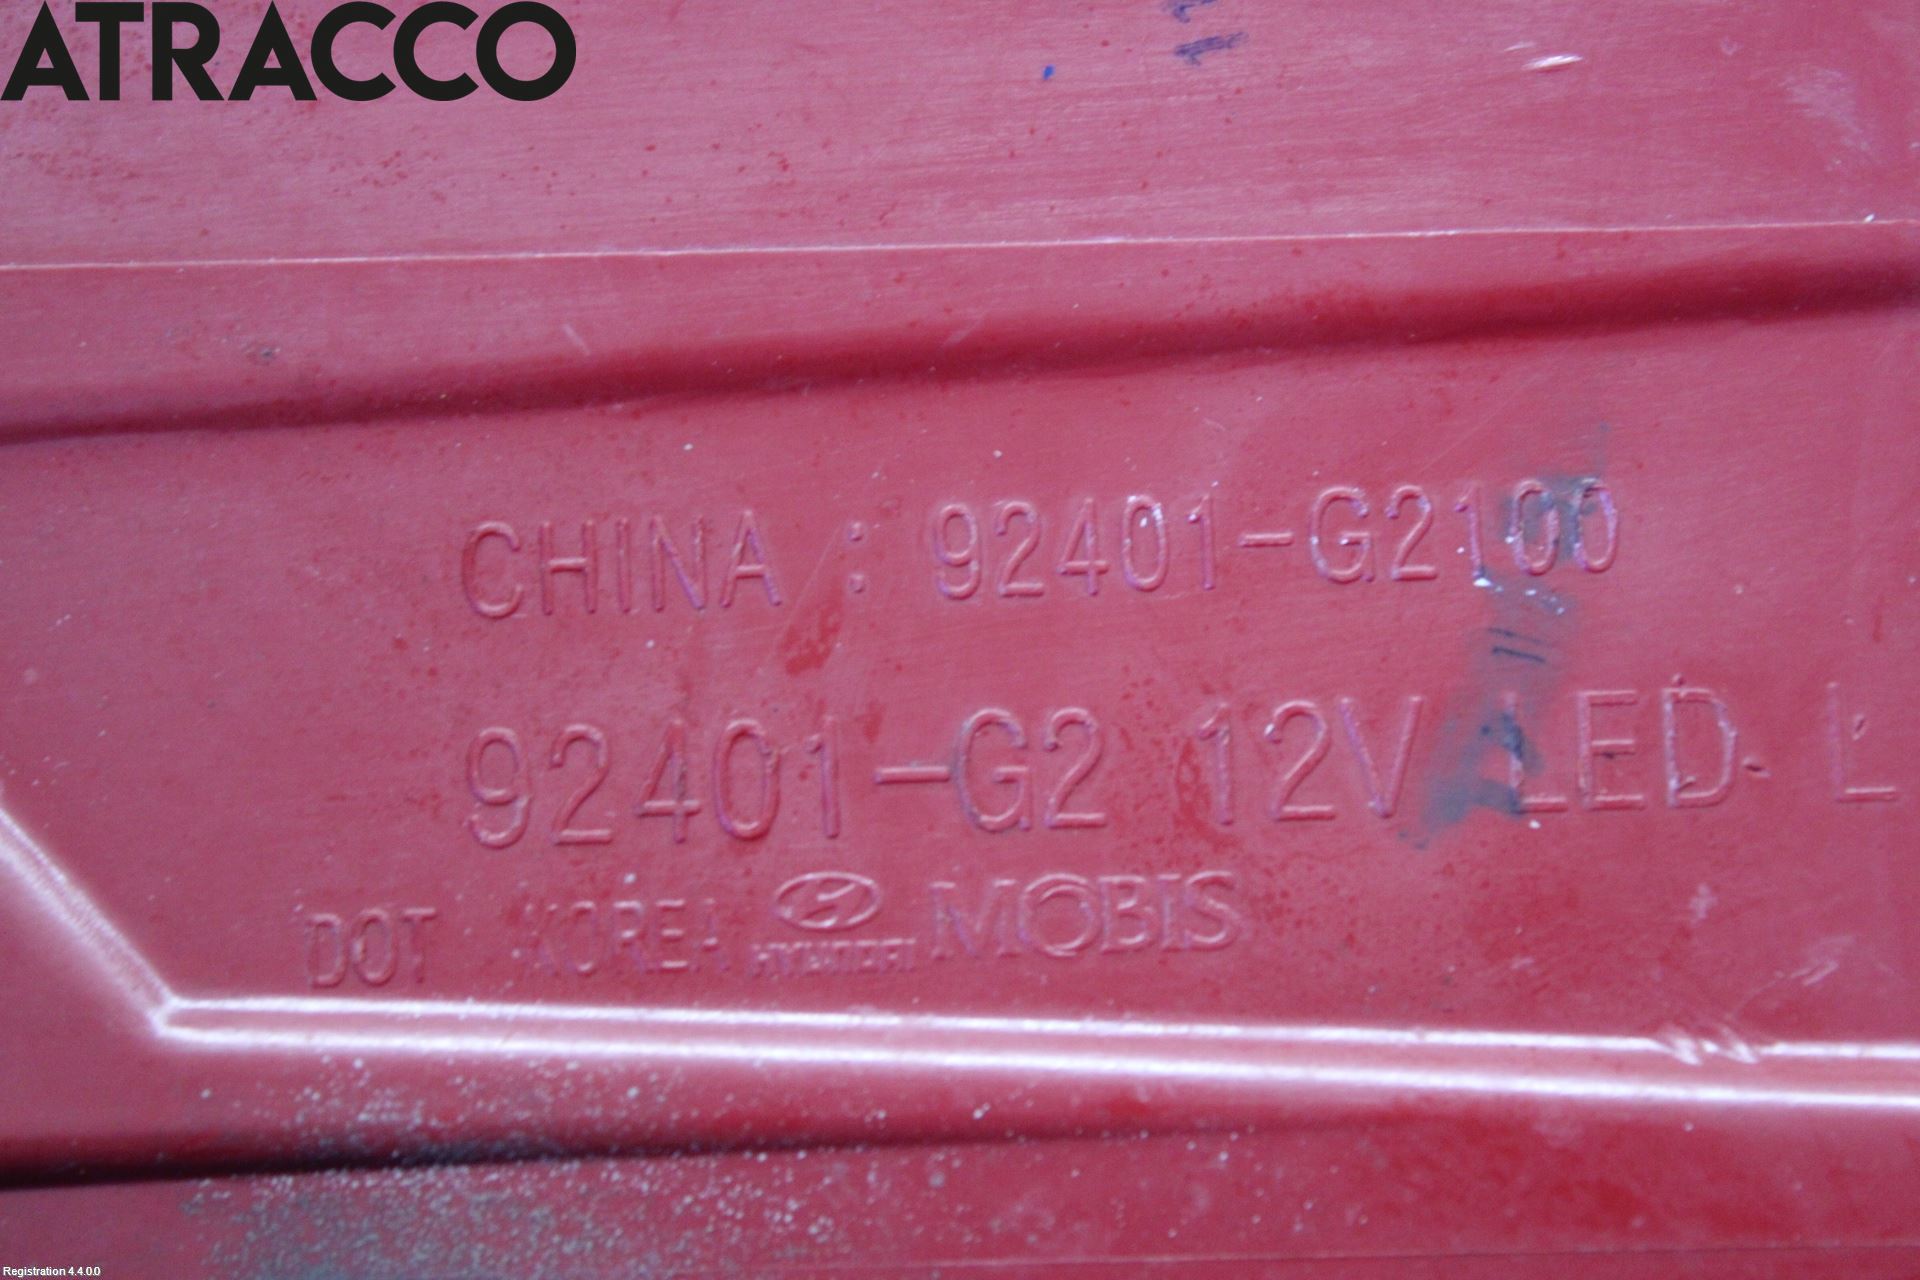 ATRACCO
CHINA : 92401-G2100
92401-G2 12V LED L
DOT KOREA HYUNDAI MOBIS
Registration 4.4.0.0